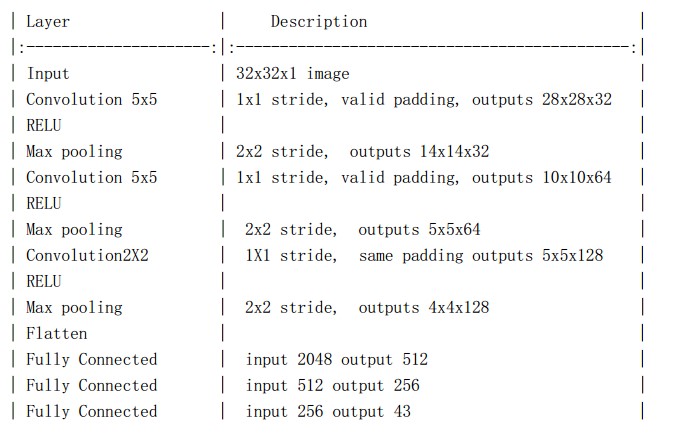 | Layer | Description |
|:---------------------:|:---------------------------------------------:|
| Input | 32x32x1 image |
| Convolution 5x5 | 1x1 stride, valid padding, outputs 28x28x32 |
| RELU | |
| Max pooling | 2x2 stride, outputs 14x14x32 |
| Convolution 5x5 | 1x1 stride, valid padding, outputs 10x10x64 |
| RELU | |
| Max pooling | 2x2 stride, outputs 5x5x64 |
| Convolution2X2 | 1X1 stride, same padding outputs 5x5x128 |
| RELU | |
| Max pooling | 2x2 stride, outputs 4x4x128 |
| Flatten | |
| Fully Connected | input 2048 output 512 |
| Fully Connected | input 512 output 256 |
| Fully Connected | input 256 output 43 |